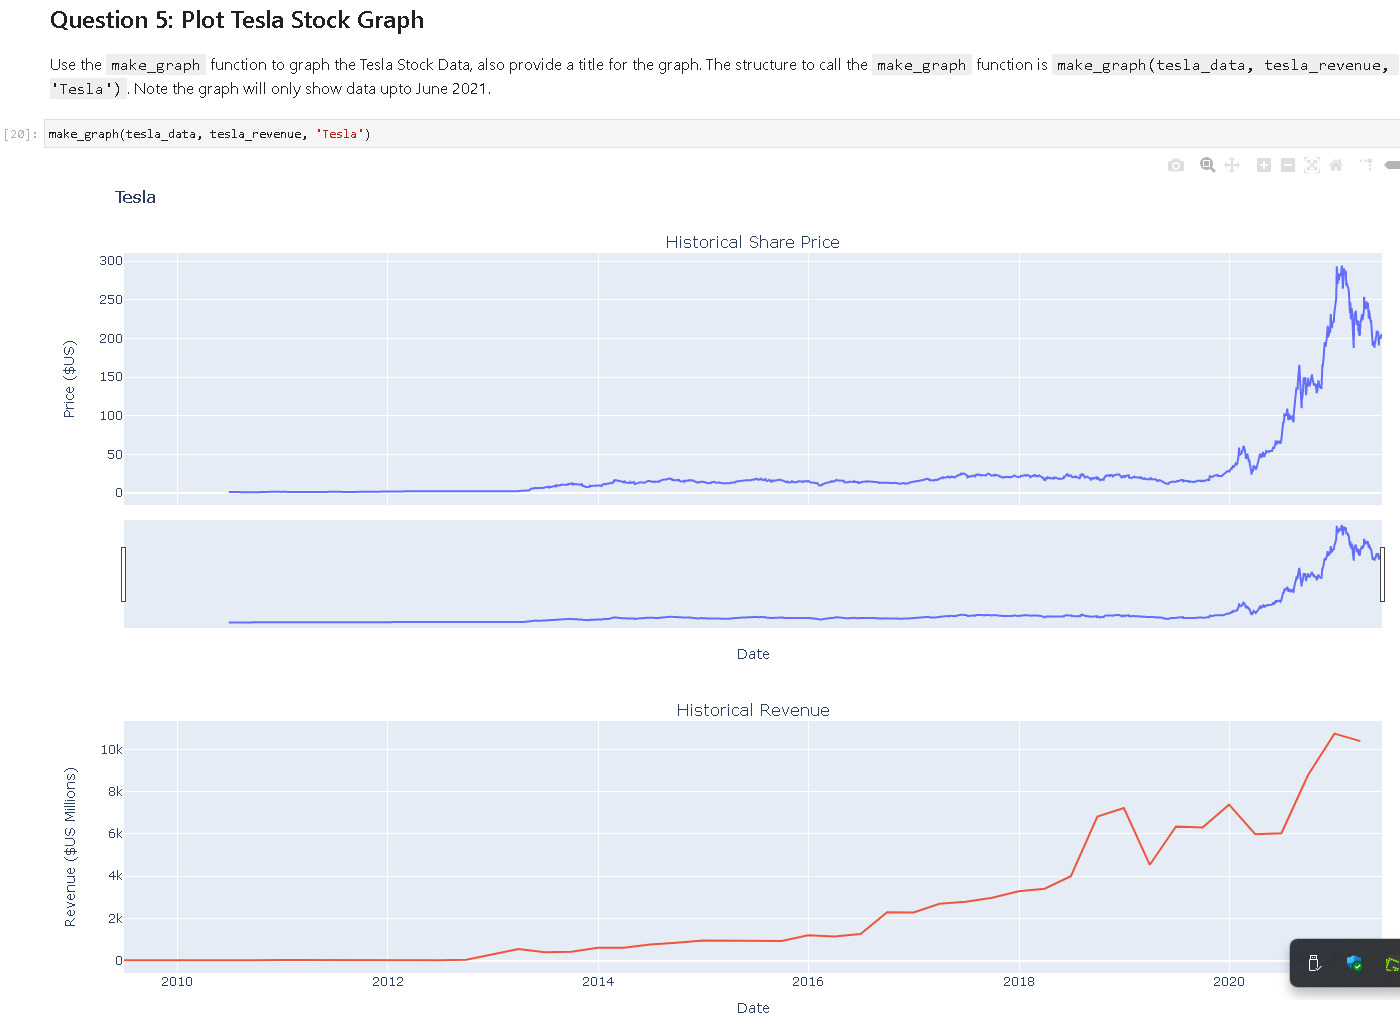 Question 5: Plot Tesla Stock Graph
Use the make_graph function to graph the Tesla Stock Data, also provide a title for the graph. The structure to call the make_graph function is make_graph(tesla_data, tesla_revenue,
'Tesla') . Note the graph will only show data upto June 2021.
[20]: make_graph(tesla_data, tesla_revenue, 'Tesla')
Tesla
Historical Share Price
300
250
200
150
100
50
0
Price ($US)
Date
Historical Revenue
10k
8k
6k
4k
2k
0
Revenue ($US Millions)
2010 2012 2014 2016 2018 2020
Date